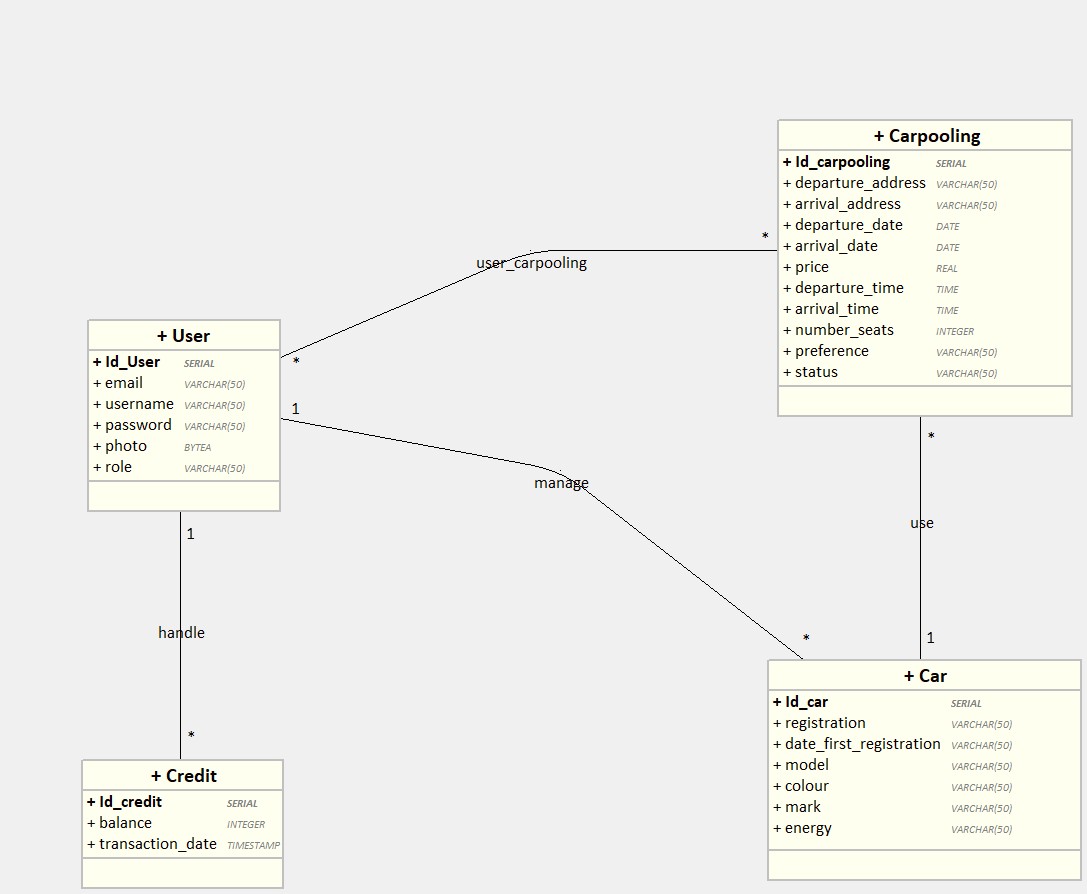 + Carpooling
+ Id_carpooling SERIAL
+ departure_address VARCHAR(50)
+ arrival_address VARCHAR(50)
+ departure_date DATE
+ arrival_date DATE
+ price REAL
+ departure_time TIME
+ arrival_time TIME
+ number_seats INTEGER
+ preference VARCHAR(50)
+ status VARCHAR(50)
*
user_carpooling
*
+ User
+ Id_User SERIAL
+ email VARCHAR(50)
+ username VARCHAR(50)
+ password VARCHAR(50)
+ photo BYTEA
+ role VARCHAR(50)
1
manage
*
*
use
1
1
handle
*
+ Car
+ Id_car SERIAL
+ registration VARCHAR(50)
+ date_first_registration VARCHAR(50)
+ model VARCHAR(50)
+ colour VARCHAR(50)
+ mark VARCHAR(50)
+ energy VARCHAR(50)
+ Credit
+ Id_credit SERIAL
+ balance INTEGER
+ transaction_date TIMESTAMP